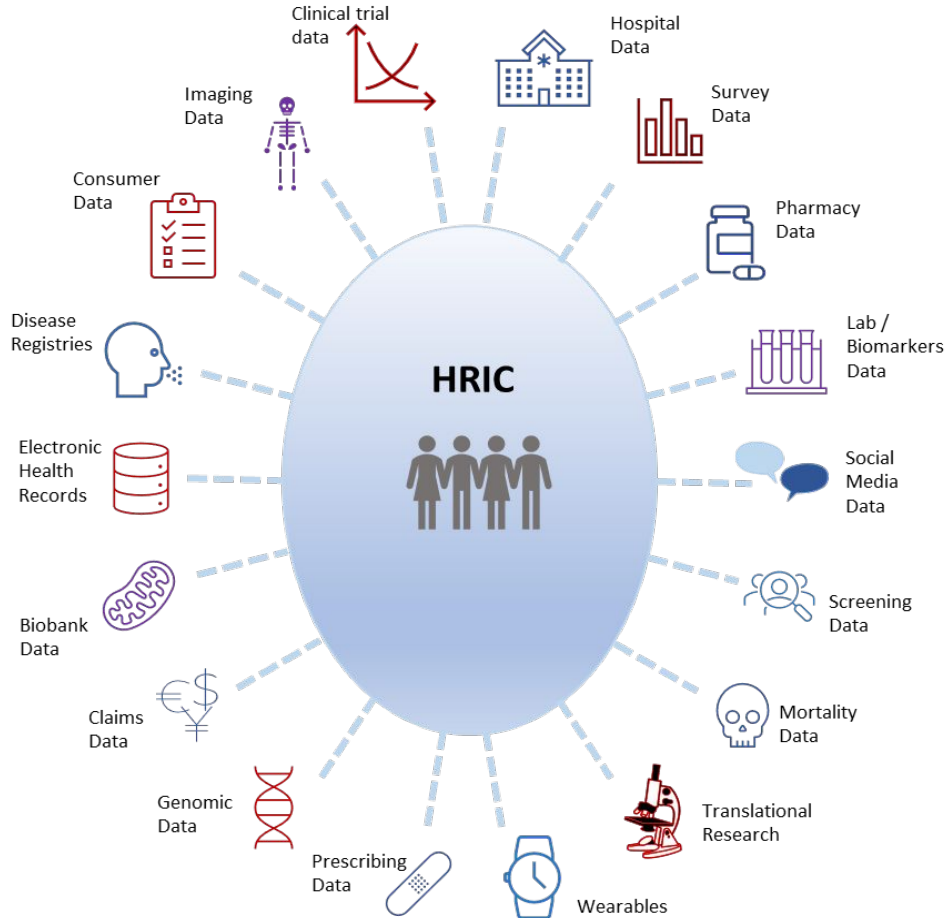 Clinical trial
data
Hospital
Data
Imaging
Data
Survey
Data
Consumer
Data
Pharmacy
Data
Disease
Registries
Lab /
Biomarkers
Data
HRIC
Electronic
Health
Records
Social
Media
Data
Biobank
Data
Screening
Data
Claims
Data
Mortality
Data
Genomic
Data
Translational
Research
Prescribing
Data
Wearables